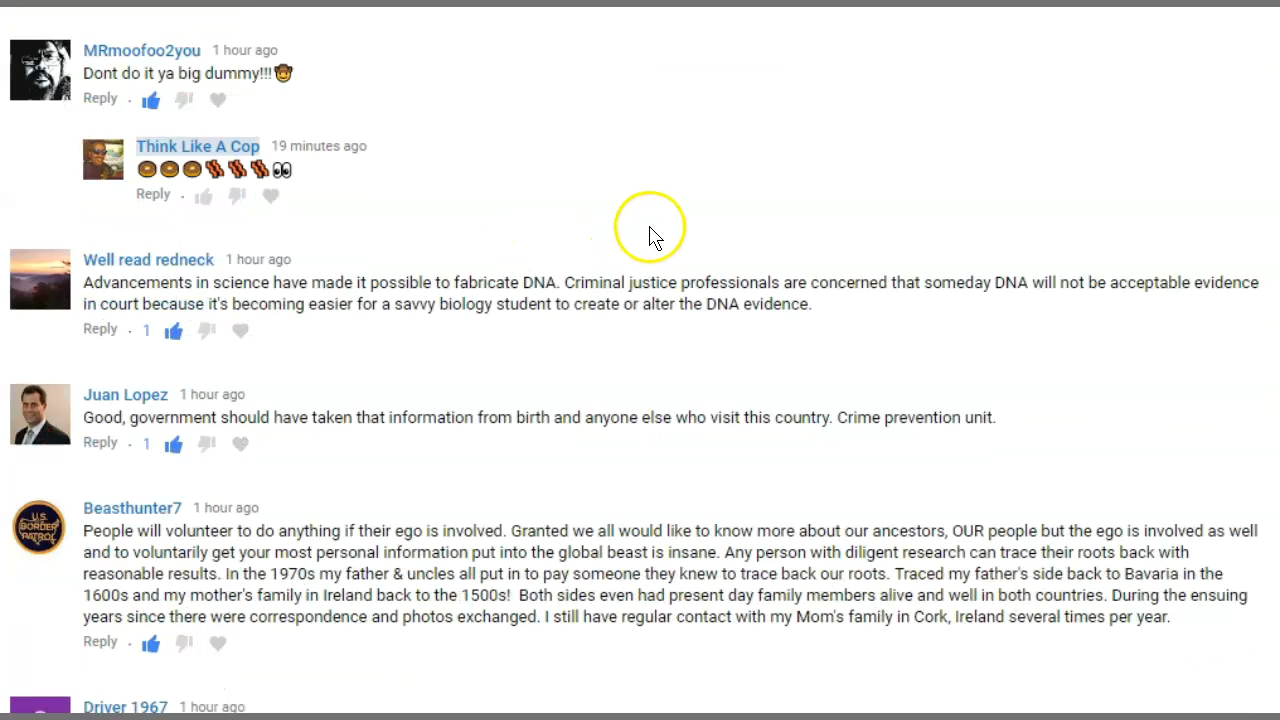 MRmoofoo2you 1 hour ago
Dont do it ya big dummy!!!🤠
Reply .
Think Like A Cop 19 minutes ago
🍩🍩🍩🥓🥓🥓👀
Reply .
Well read redneck 1 hour ago
Advancements in science have made it possible to fabricate DNA. Criminal justice professionals are concerned that someday DNA will not be acceptable evidence
in court because it's becoming easier for a savvy biology student to create or alter the DNA evidence.
Reply . 1
Juan Lopez 1 hour ago
Good, government should have taken that information from birth and anyone else who visit this country. Crime prevention unit.
Reply . 1
U.S.
BORDER
PATROL
Beasthunter7 1 hour ago
People will volunteer to do anything if their ego is involved. Granted we all would like to know more about our ancestors, OUR people but the ego is involved as well
and to voluntarily get your most personal information put into the global beast is insane. Any person with diligent research can trace their roots back with
reasonable results. In the 1970s my father & uncles all put in to pay someone they knew to trace back our roots. Traced my father's side back to Bavaria in the
1600s and my mother's family in Ireland back to the 1500s! Both sides even had present day family members alive and well in both countries. During the ensuing
years since there were correspondence and photos exchanged. I still have regular contact with my Mom's family in Cork, Ireland several times per year.
Reply .
Driver 1967 1 hour ago